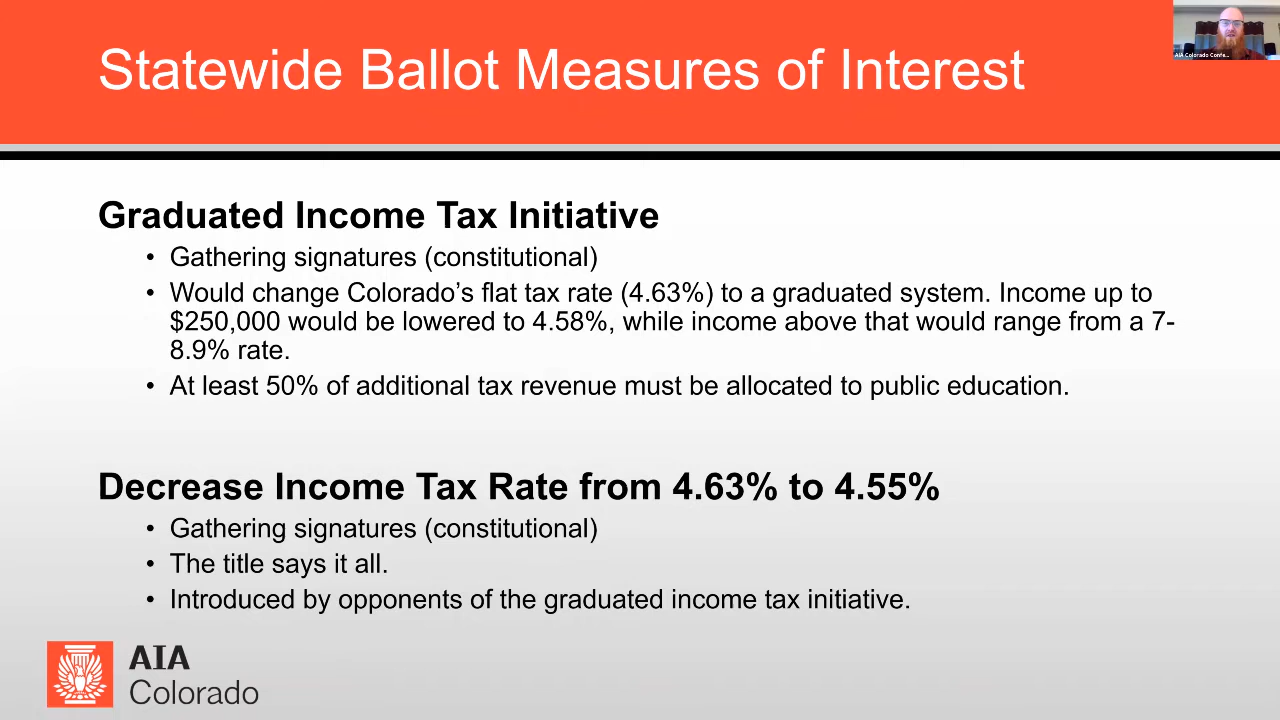 Statewide Ballot Measures of Interest
AIA Colorado Confe...
Graduated Income Tax Initiative
• Gathering signatures (constitutional)
• Would change Colorado’s flat tax rate (4.63%) to a graduated system. Income up to
$250,000 would be lowered to 4.58%, while income above that would range from a 7-
8.9% rate.
• At least 50% of additional tax revenue must be allocated to public education.
Decrease Income Tax Rate from 4.63% to 4.55%
• Gathering signatures (constitutional)
• The title says it all.
• Introduced by opponents of the graduated income tax initiative.
AIA
Colorado